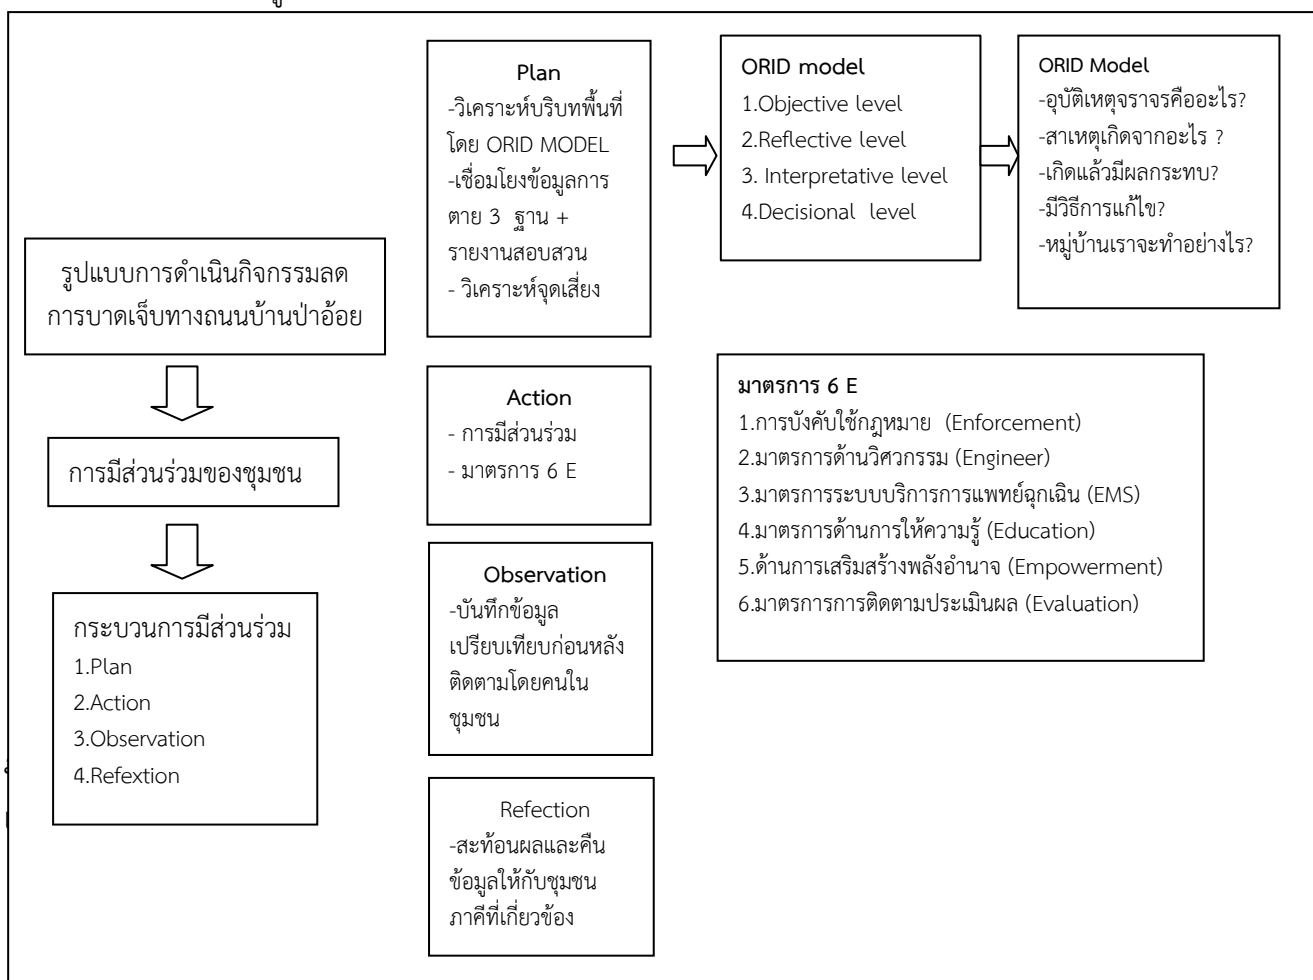 รูปแบบการดำเนินกิจกรรมลด
การบาดเจ็บทางถนนบ้านป่าอ้อย
การมีส่วนร่วมของชุมชน
กระบวนการมีส่วนร่วม
1.Plan
2.Action
3.Observation
4.Refextion
Plan
-วิเคราะห์บริบทพื้นที่
โดย ORID MODEL
-เชื่อมโยงข้อมูลการ
ตาย 3 ฐาน +
รายงานสอบสวน
- วิเคราะห์จุดเสี่ยง
Action
- การมีส่วนร่วม
- มาตรการ 6 E
Observation
-บันทึกข้อมูล
เปรียบเทียบก่อนหลัง
ติดตามโดยคนใน
ชุมชน
Refection
-สะท้อนผลและคืน
ข้อมูลให้กับชุมชน
ภาคีที่เกี่ยวข้อง
ORID model
1.Objective level
2.Reflective level
3. Interpretative level
4.Decisional level
ORID Model
-อุบัติเหตุจราจรคืออะไร?
-สาเหตุเกิดจากอะไร ?
-เกิดแล้วมีผลกระทบ?
-มีวิธีการแก้ไข?
-หมู่บ้านเราจะทำอย่างไร?
มาตรการ 6 E
1.การบังคับใช้กฎหมาย (Enforcement)
2.มาตรการด้านวิศวกรรม (Engineer)
3.มาตรการระบบบริการการแพทย์ฉุกเฉิน (EMS)
4.มาตรการด้านการให้ความรู้ (Education)
5.ด้านการเสริมสร้างพลังอำนาจ (Empowerment)
6.มาตรการการติดตามประเมินผล (Evaluation)